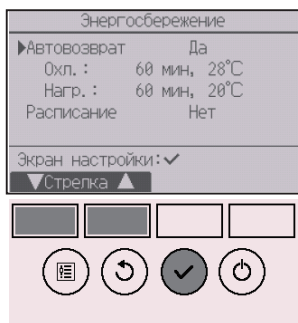 Энергосбережение
▶Автовозврат Да
Охл.: 60 мин, 28°C
Нагр.: 60 мин, 20°C
Расписание Нет
Экран настройки:✓
▼Стрелка ▲